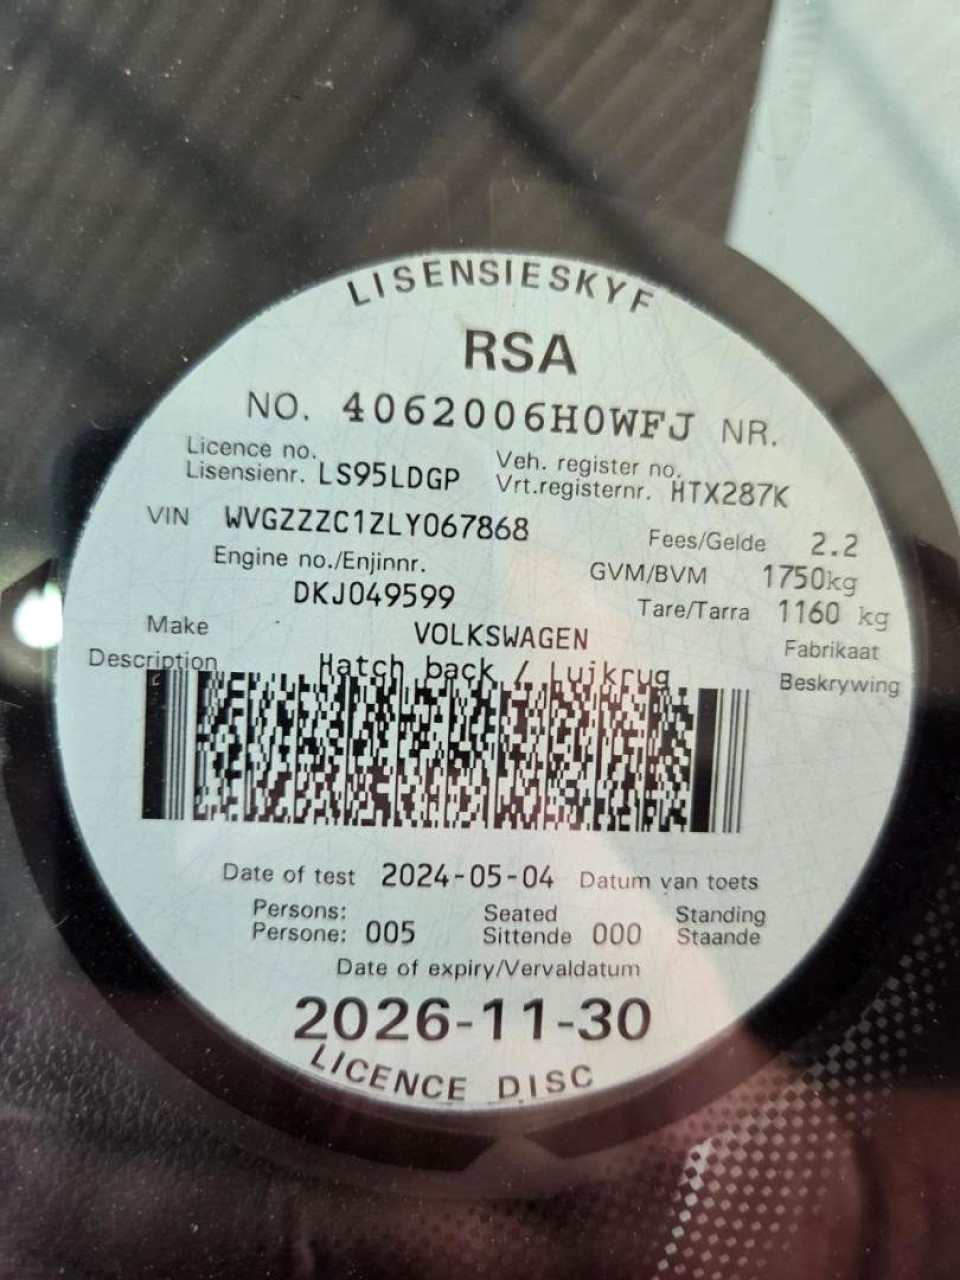 LISENSIESKYF
RSA
NO. 4062006H0WFJ NR.
Licence no.
Lisensienr. LS95LDGP
Veh. register no.
Vrt.registernr. HTX287K
VIN WVGZZZC1ZLY067868
Fees/Gelde 2.2
Engine no./Enjinnr.
DKJ049599
GVM/BVM 1750kg
Tare/Tarra 1160 kg
Make VOLKSWAGEN Fabrikaat
Description Hatch back / Luikrug Beskrywing
Date of test 2024-05-04 Datum van toets
Persons: Seated Standing
Persone: 005 Sittende 000 Staande
Date of expiry/Vervaldatum
2026-11-30
LICENCE DISC